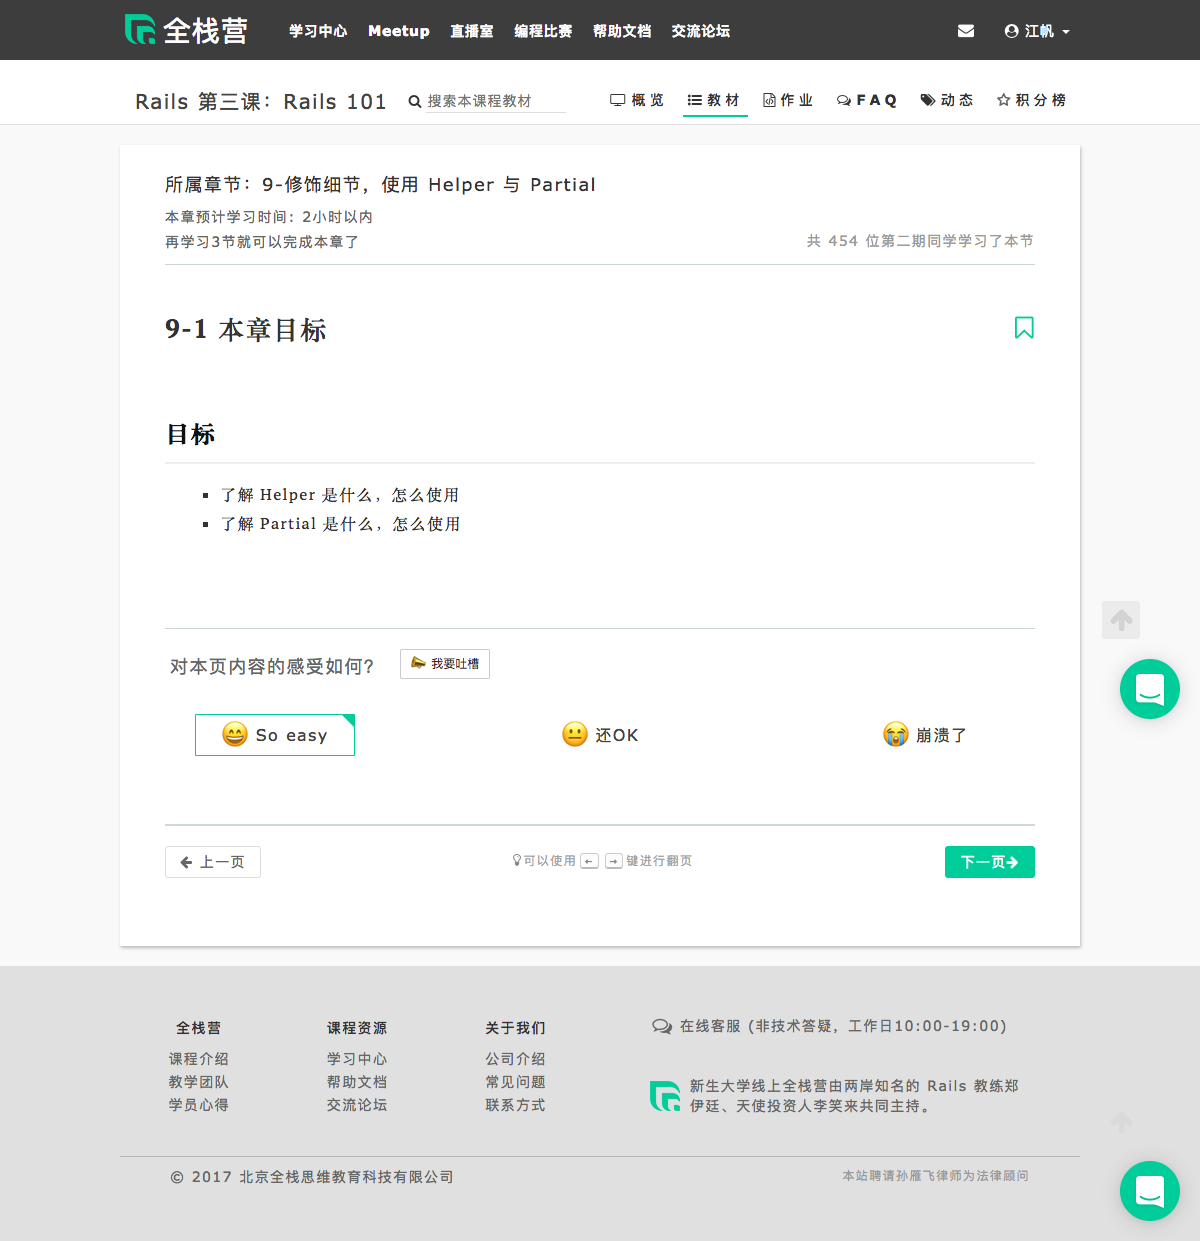 全栈营 学习中心 Meetup 直播室 编程比赛 帮助文档 交流论坛 江帆
Rails 第三课：Rails 101 搜索本课程教材 概览 教材 作业 FAQ 动态 积分榜
所属章节：9-修饰细节，使用 Helper 与 Partial
本章预计学习时间：2小时以内
再学习3节就可以完成本章了 共 454 位第二期同学学习了本节
9-1 本章目标
目标
了解 Helper 是什么，怎么使用
了解 Partial 是什么，怎么使用
对本页内容的感受如何？ 我要吐槽
So easy 还OK 崩溃了
上一页 可以使用 ← → 键进行翻页 下一页
全栈营 课程资源 关于我们 在线客服 (非技术答疑，工作日10:00-19:00)
课程介绍 学习中心 公司介绍
教学团队 帮助文档 常见问题 新生大学线上全栈营由两岸知名的 Rails 教练郑
学员心得 交流论坛 联系方式 伊廷、天使投资人李笑来共同主持。
© 2017 北京全栈思维教育科技有限公司 本站聘请孙雁飞律师为法律顾问